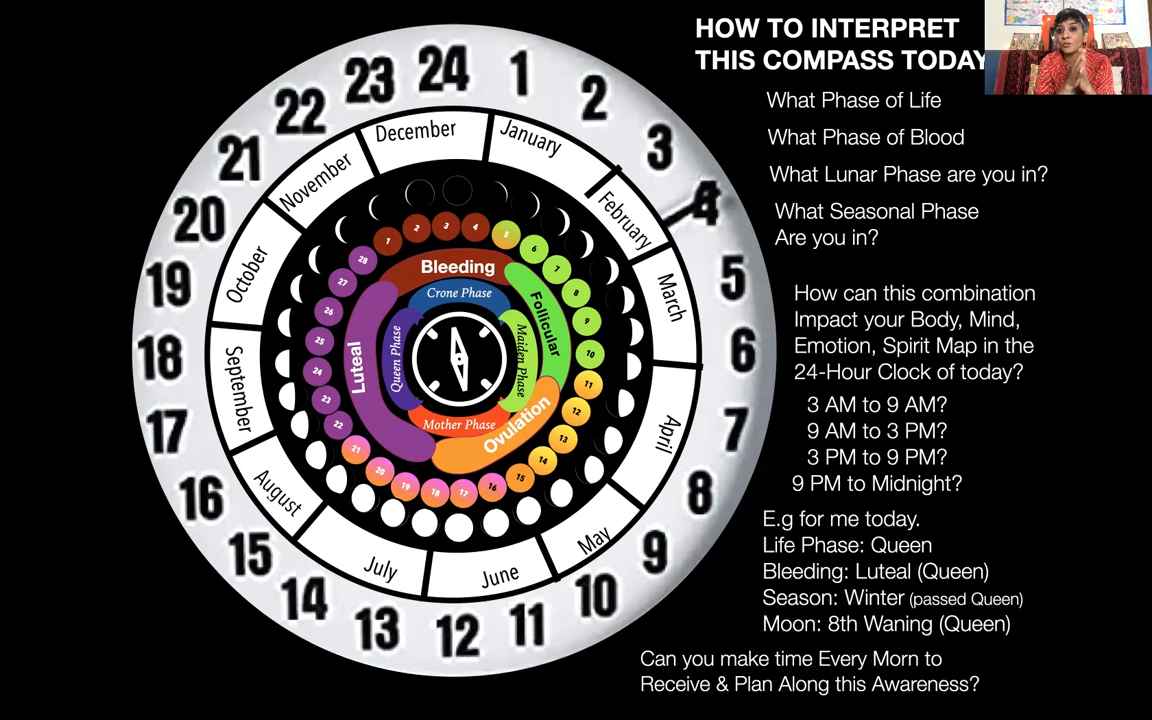 HOW TO INTERPRET
THIS COMPASS TODAY
What Phase of Life
What Phase of Blood
What Lunar Phase are you in?
What Seasonal Phase
Are you in?
How can this combination
Impact your Body, Mind,
Emotion, Spirit Map in the
24-Hour Clock of today?
3 AM to 9 AM?
9 AM to 3 PM?
3 PM to 9 PM?
9 PM to Midnight?
E.g for me today.
Life Phase: Queen
Bleeding: Luteal (Queen)
Season: Winter (passed Queen)
Moon: 8th Waning (Queen)
Can you make time Every Morn to
Receive & Plan Along this Awareness?
1
2
3
4
5
6
7
8
9
10
11
12
13
14
15
16
17
18
19
20
21
22
23
24
January
February
March
April
May
June
July
August
September
October
November
December
1
2
3
4
5
6
7
8
9
10
11
12
13
14
15
16
17
18
19
20
21
22
23
24
25
26
27
28
Bleeding
Follicular
Ovulation
Luteal
Crone Phase
Maiden Phase
Mother Phase
Queen Phase